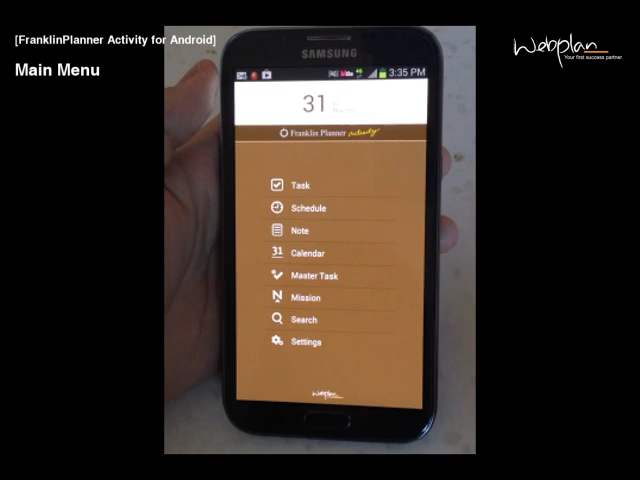 [FranklinPlanner Activity for Android]
Main Menu
Webplan
Your first success partner
SAMSUNG
3:35 PM
31
Franklin Planner activity
Task
Schedule
Note
31 Calendar
Master Task
Mission
Search
Settings
Webplan